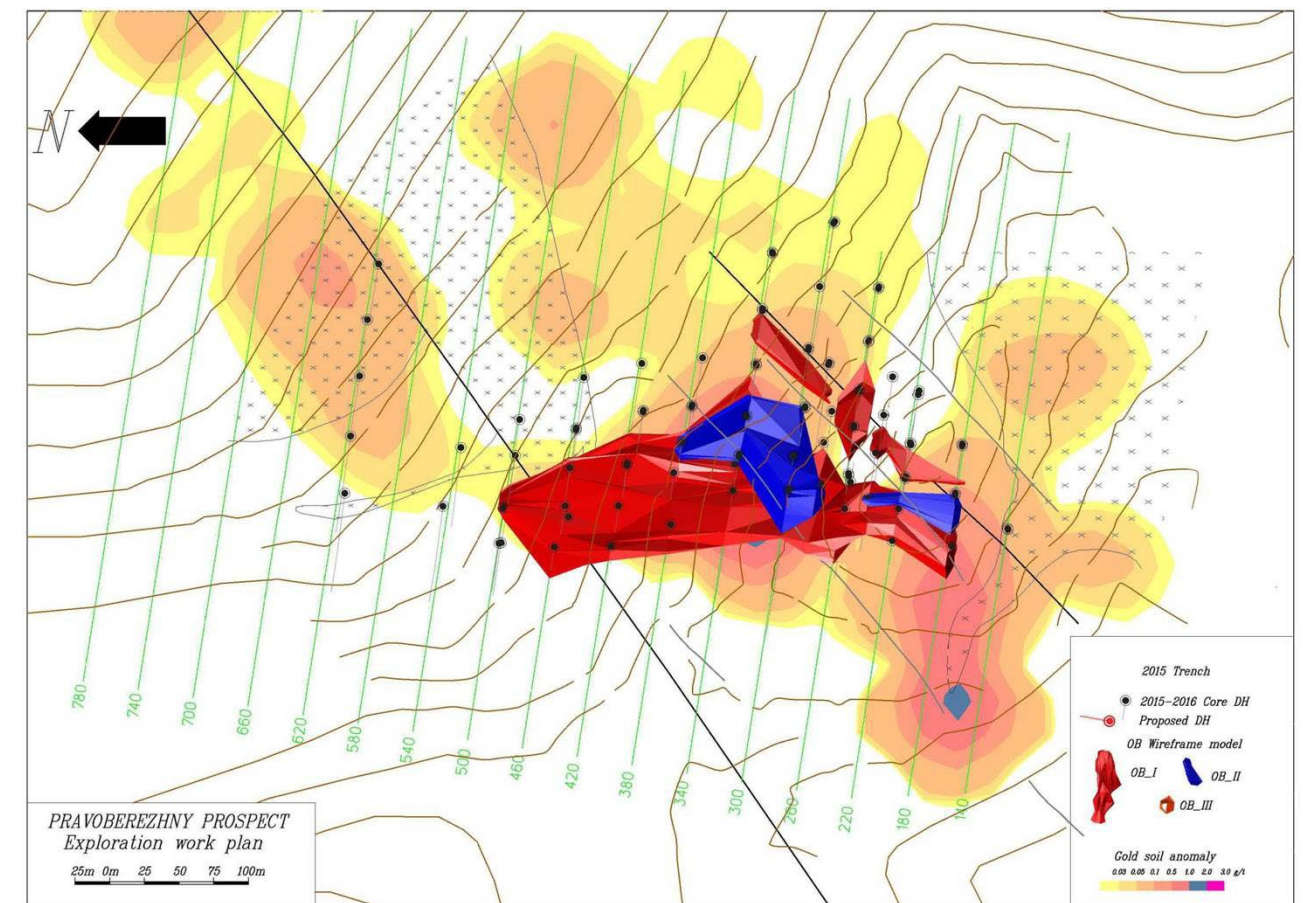 N
780
740
700
660
620
580
540
500
460
420
380
340
300
260
220
180
140
2015 Trench
2015-2016 Core DH
Proposed DH
OB Wireframe model
OB_I
OB_II
OB_III
Gold soil anomaly
0.03 0.05 0.1 0.5 1.0 2.0 3.0 g/t
PRAVOBEREZHNY PROSPECT
Exploration work plan
25m 0m 25 50 75 100m